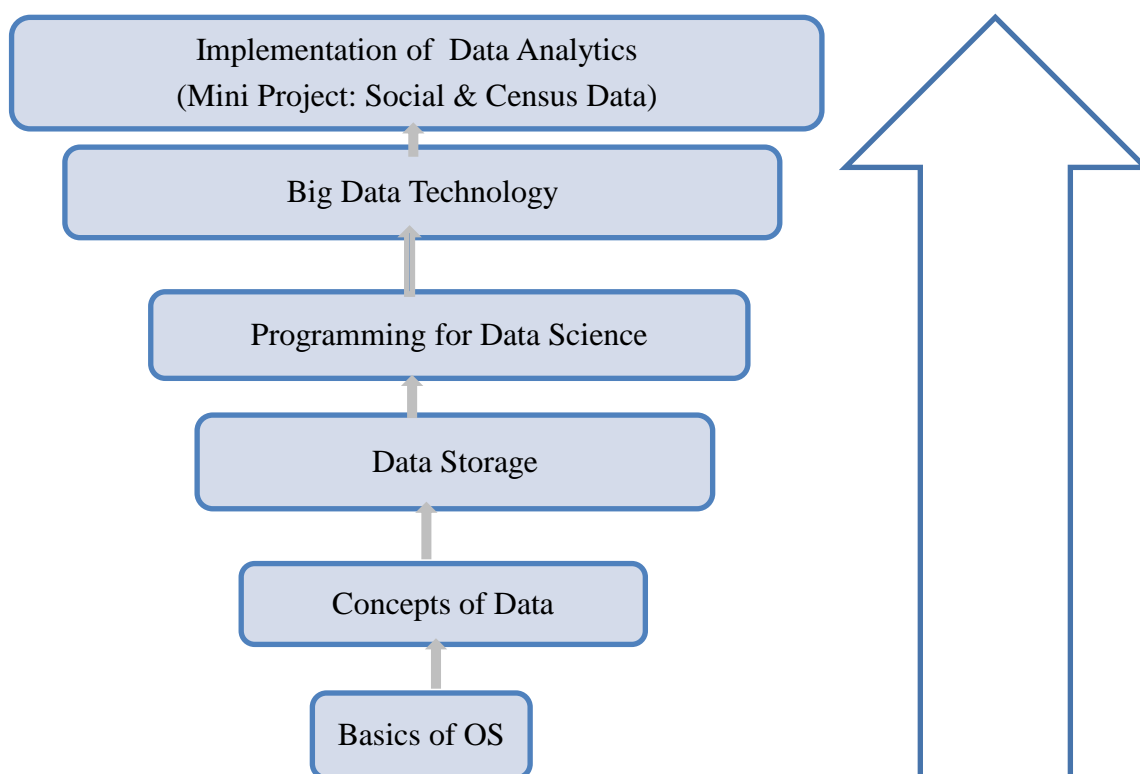 Implementation of Data Analytics
(Mini Project: Social & Census Data)
Big Data Technology
Programming for Data Science
Data Storage
Concepts of Data
Basics of OS